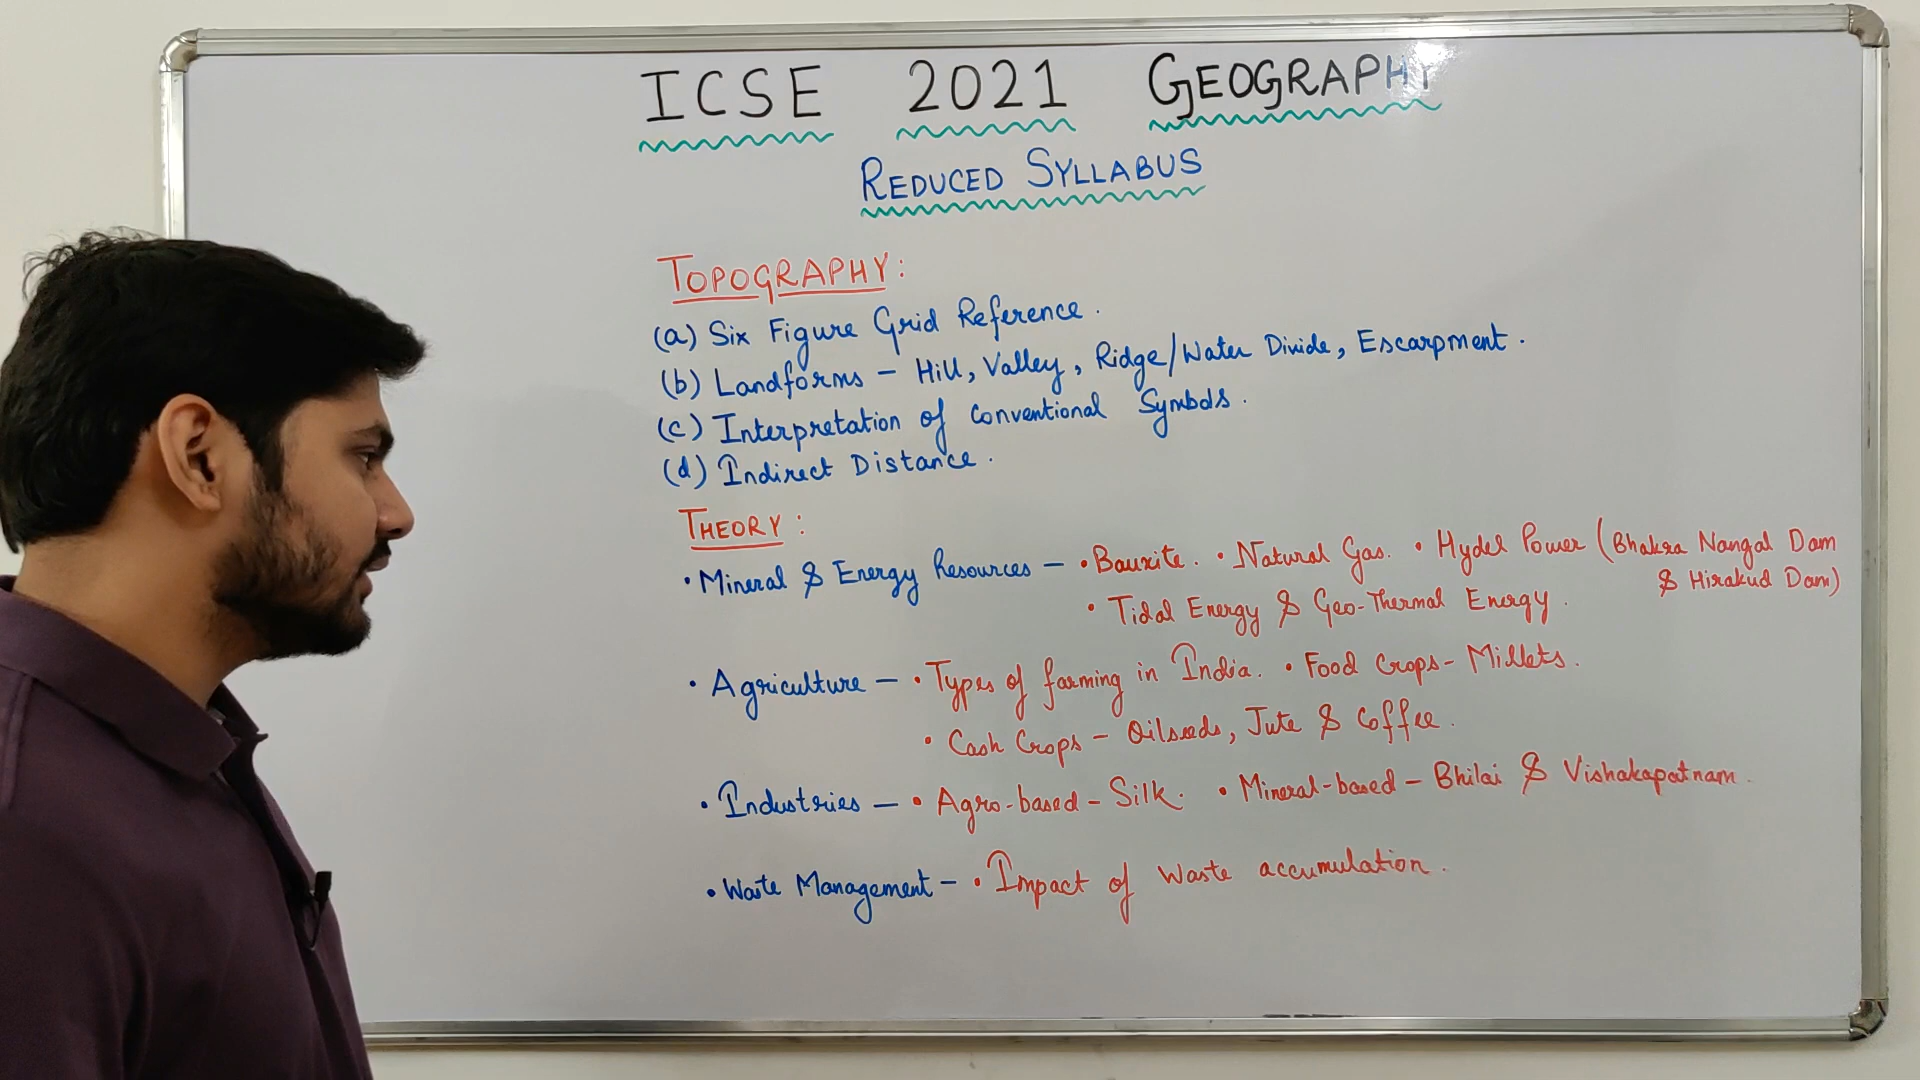 ICSE 2021 GEOGRAPHY
REDUCED SYLLABUS
TOPOGRAPHY:
(a) Six Figure Grid Reference.
(b) Landforms - Hill, Valley, Ridge/Water Divide, Escarpment.
(c) Interpretation of conventional Symbols.
(d) Indirect Distance.
THEORY:
• Mineral & Energy Resources - • Bauxite. • Natural Gas. • Hydel Power (Bhakra Nangal Dam
& Hirakud Dam)
• Tidal Energy & Geo-Thermal Energy.
• Agriculture - • Types of farming in India. • Food Crops - Millets.
• Cash Crops - Oilseeds, Jute & Coffee.
• Industries - • Agro-based - Silk. • Mineral-based - Bhilai & Vishakapatnam.
• Waste Management - • Impact of Waste accumulation.